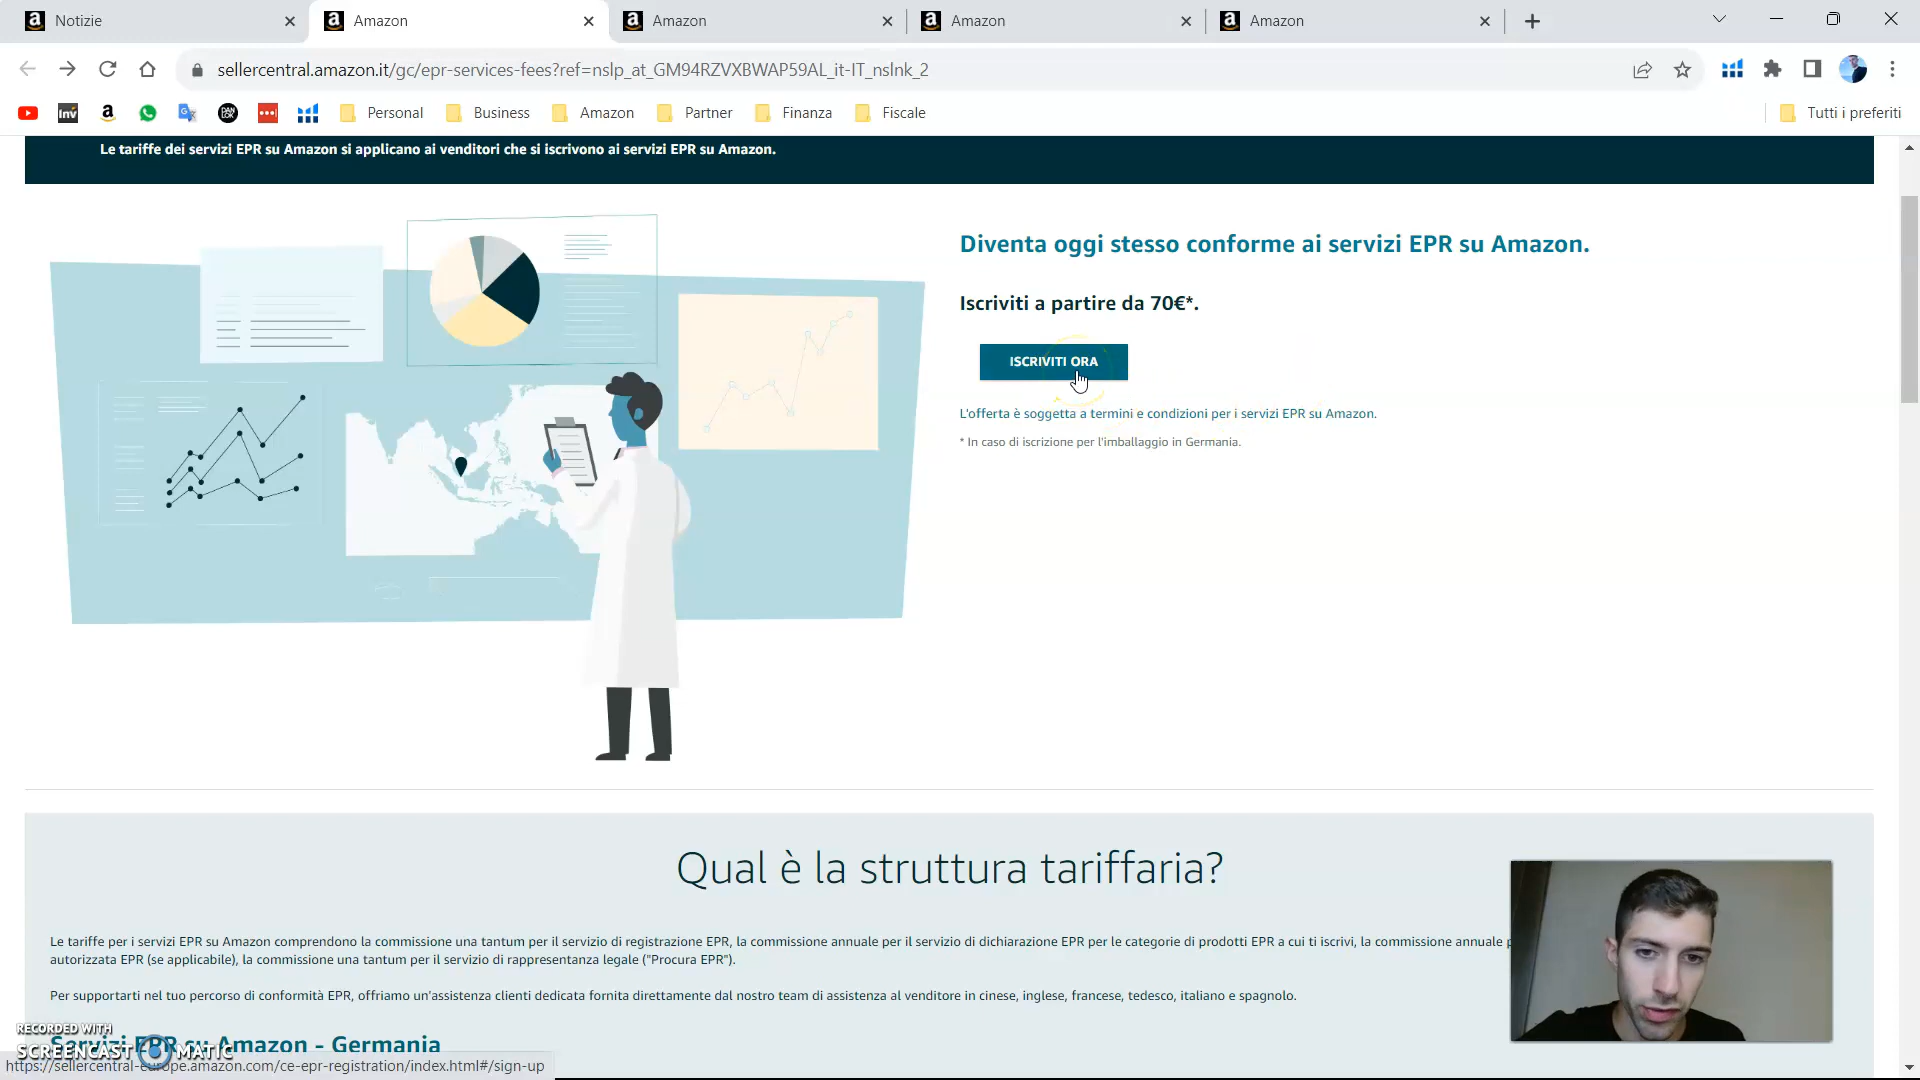 Notizie
Amazon
Amazon
Amazon
Amazon
sellercentral.amazon.it/gc/epr-services-fees?ref=nslp_at_GM94RZVXBWAP59AL_it-IT_nslnk_2
Inv
DAN LOK
Personal
Business
Amazon
Partner
Finanza
Fiscale
Tutti i preferiti
Le tariffe dei servizi EPR su Amazon si applicano ai venditori che si iscrivono ai servizi EPR su Amazon.
Diventa oggi stesso conforme ai servizi EPR su Amazon.
Iscriviti a partire da 70€*.
ISCRIVITI ORA
L'offerta è soggetta a termini e condizioni per i servizi EPR su Amazon.
* In caso di iscrizione per l'imballaggio in Germania.
Qual è la struttura tariffaria?
Le tariffe per i servizi EPR su Amazon comprendono la commissione una tantum per il servizio di registrazione EPR, la commissione annuale per il servizio di dichiarazione EPR per le categorie di prodotti EPR a cui ti iscrivi, la commissione annuale
autorizzata EPR (se applicabile), la commissione una tantum per il servizio di rappresentanza legale ("Procura EPR").
Per supportarti nel tuo percorso di conformità EPR, offriamo un'assistenza clienti dedicata fornita direttamente dal nostro team di assistenza al venditore in cinese, inglese, francese, tedesco, italiano e spagnolo.
Servizi EPR su Amazon - Germania
RECORDED WITH
SCREENCAST MATIC
https://sellercentral-europe.amazon.com/ce-epr-registration/index.html#/sign-up